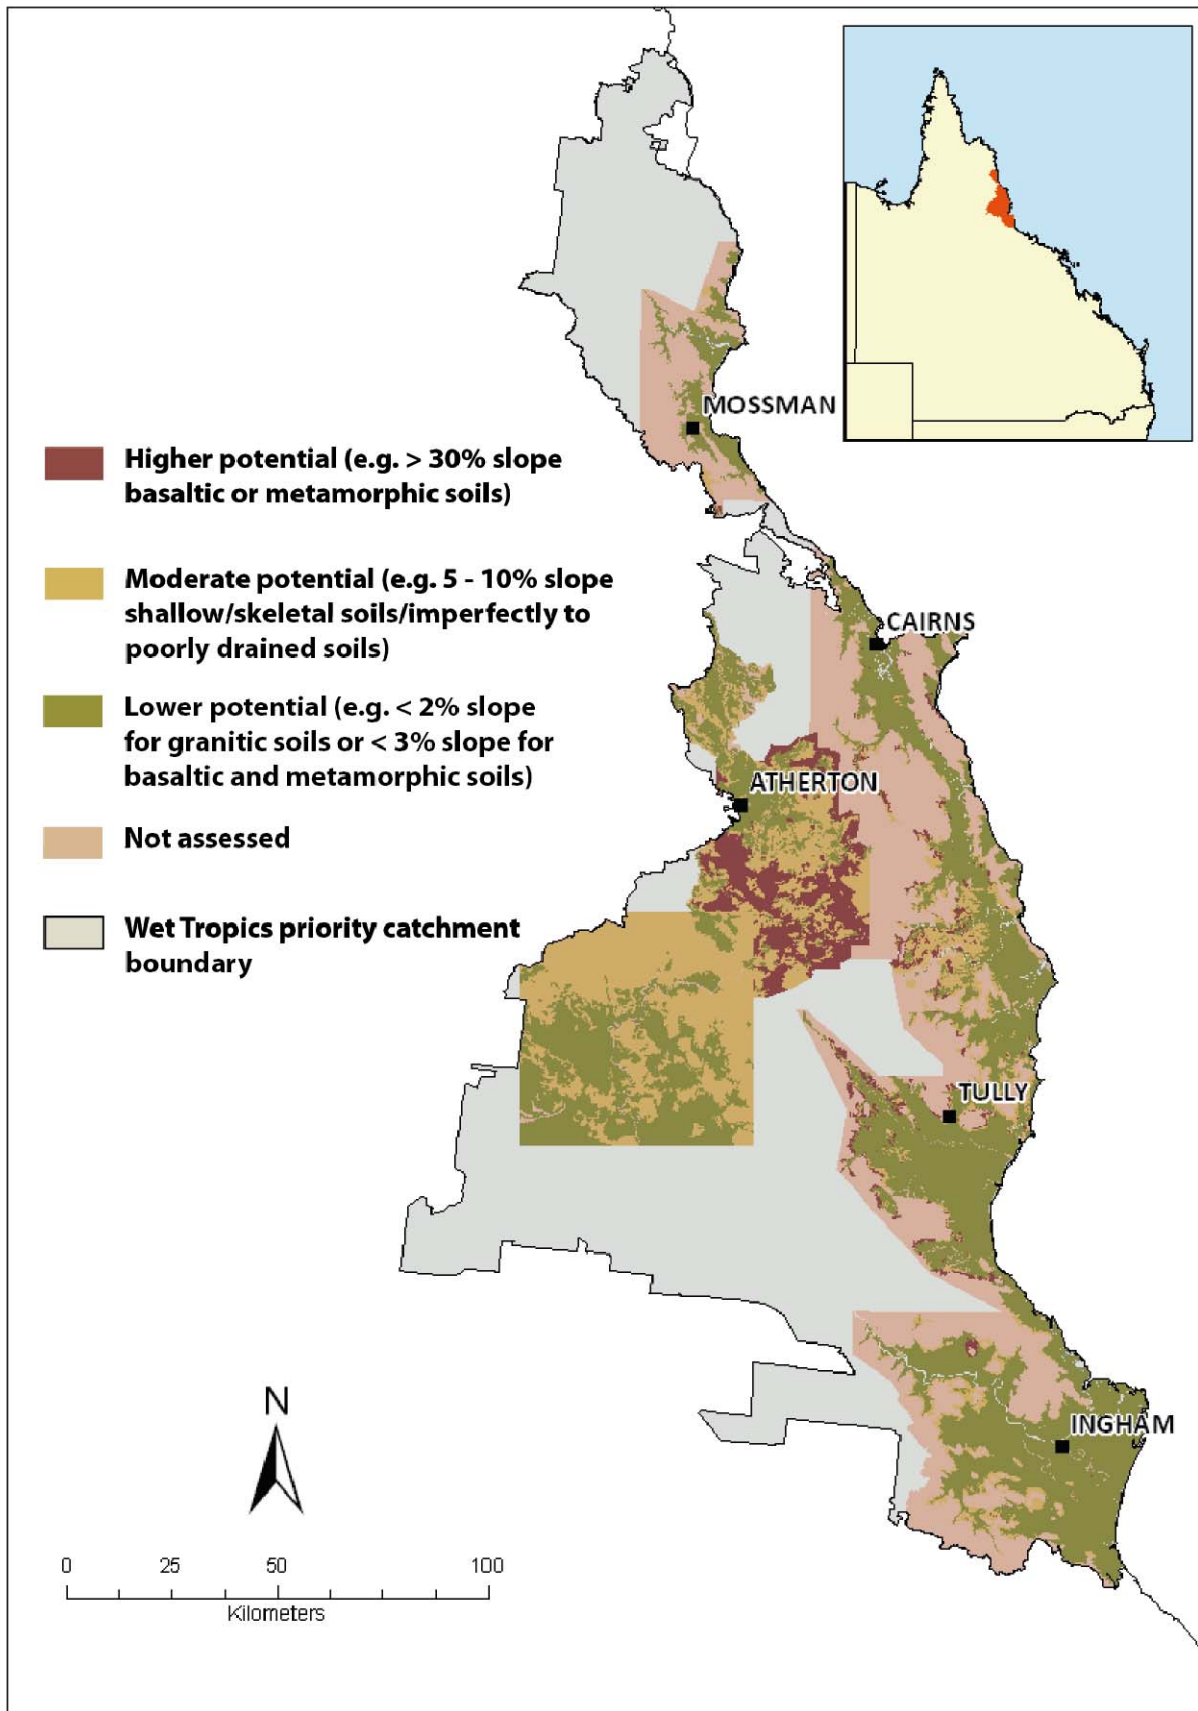 MOSSMAN
Higher potential (e.g. > 30% slope
basaltic or metamorphic soils)
Moderate potential (e.g. 5 - 10% slope
shallow/skeletal soils/imperfectly to
poorly drained soils)
CAIRNS
Lower potential (e.g. < 2% slope
for granitic soils or < 3% slope for
basaltic and metamorphic soils)
ATHERTON
Not assessed
Wet Tropics priority catchment
boundary
TULLY
N
INGHAM
0 25 50 100
Kilometers